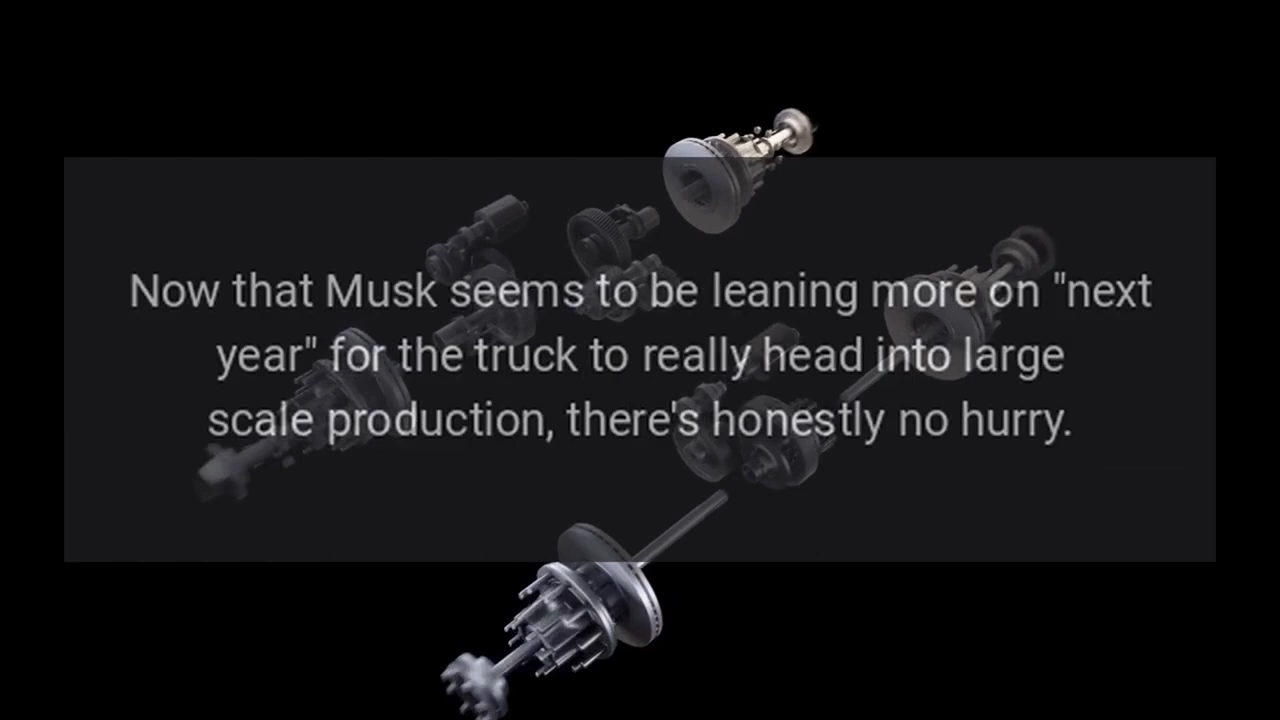 Now that Musk seems to be leaning more on "next
year" for the truck to really head into large
scale production, there's honestly no hurry.